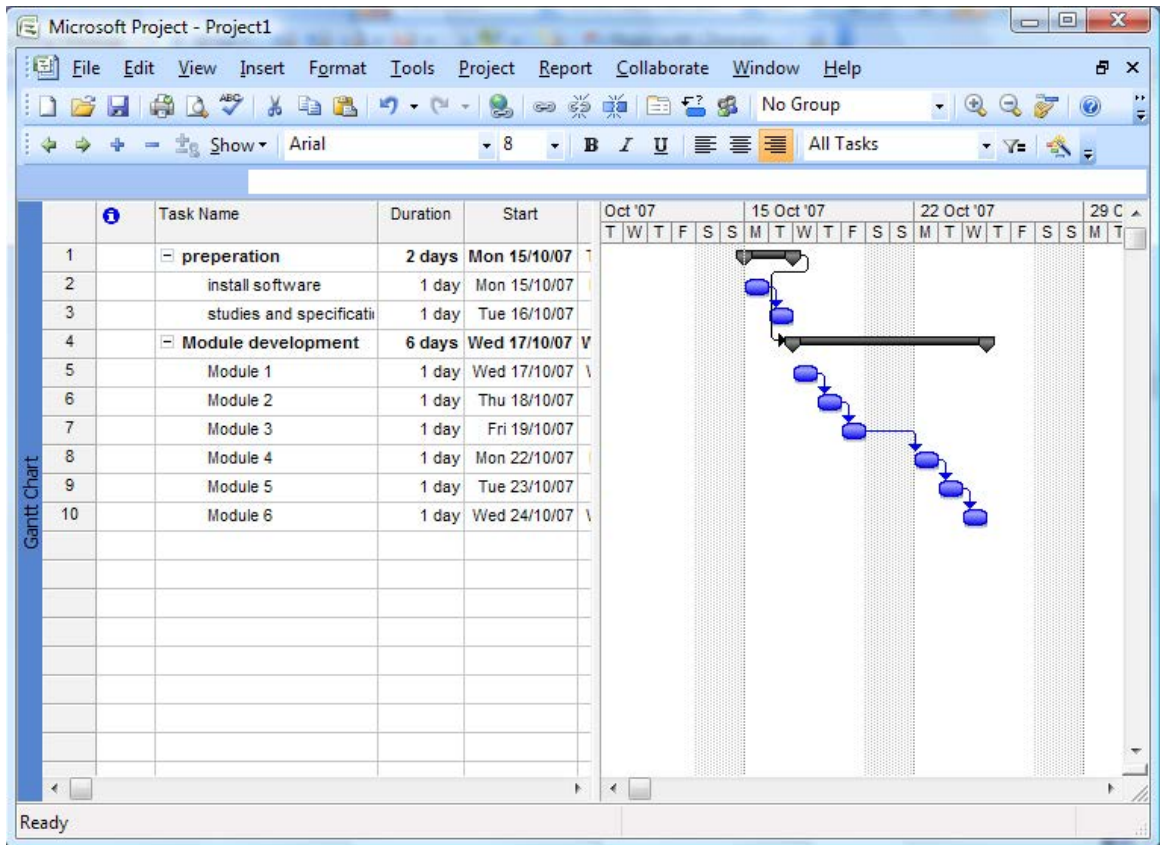 Microsoft Project - Project1
File Edit View Insert Format Tools Project Report Collaborate Window Help
No Group
Show Arial 8 B I U All Tasks
Task Name Duration Start Oct '07 15 Oct '07 22 Oct '07 29 O
T W T F S S M T W T F S S M T W T F S S M T
1 preperation 2 days Mon 15/10/07
2 install software 1 day Mon 15/10/07
3 studies and specificati 1 day Tue 16/10/07
4 Module development 6 days Wed 17/10/07
5 Module 1 1 day Wed 17/10/07
6 Module 2 1 day Thu 18/10/07
7 Module 3 1 day Fri 19/10/07
8 Module 4 1 day Mon 22/10/07
9 Module 5 1 day Tue 23/10/07
10 Module 6 1 day Wed 24/10/07
Gantt Chart
Ready